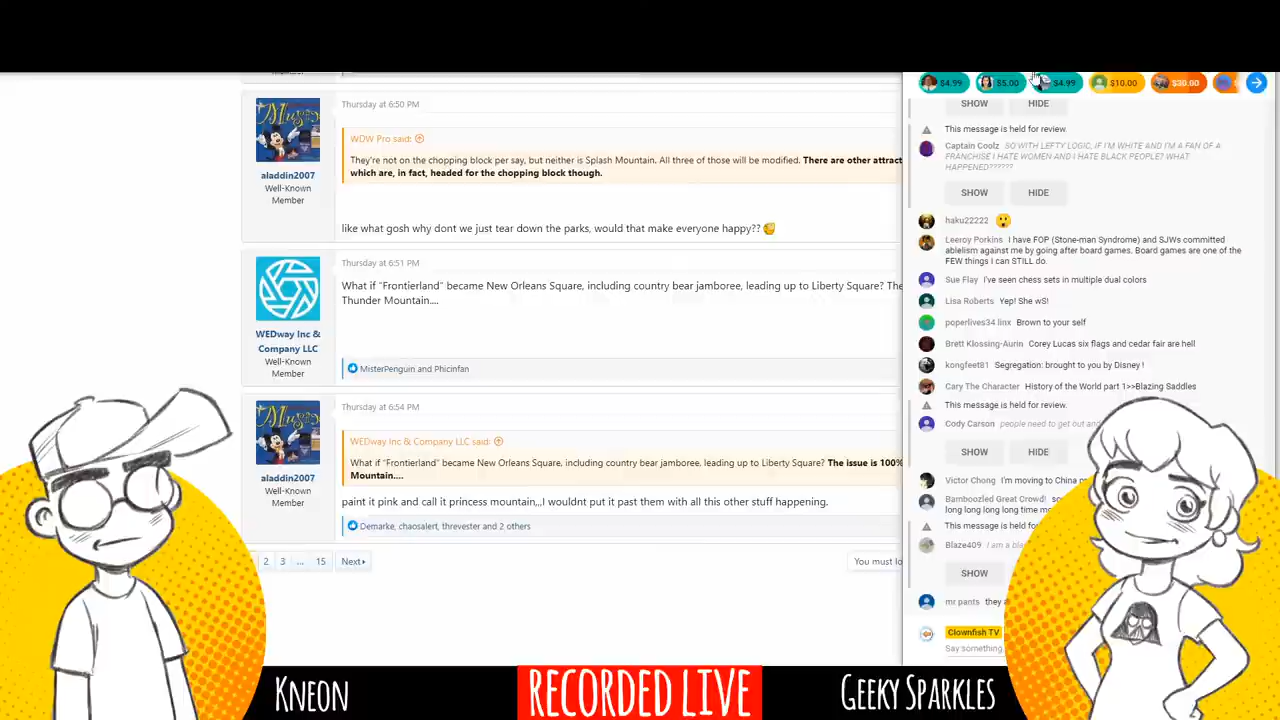 Thursday at 6:50 PM
aladdin2007
Well-Known
Member
WDW Pro said:
They're not on the chopping block per say, but neither is Splash Mountain. All three of those will be modified. There are other attract
which are, in fact, headed for the chopping block though.
like what gosh why dont we just tear down the parks, would that make everyone happy??
Thursday at 6:51 PM
WEDway Inc &
Company LLC
Well-Known
Member
What if "Frontierland" became New Orleans Square, including country bear jamboree, leading up to Liberty Square? The
Thunder Mountain....
MisterPenguin and Phicinfan
Thursday at 6:54 PM
aladdin2007
Well-Known
Member
WEDway Inc & Company LLC said:
What if "Frontierland" became New Orleans Square, including country bear jamboree, leading up to Liberty Square? The issue is 100%
Mountain....
paint it pink and call it princess mountain,,,I wouldnt put it past them with all this other stuff happening.
Demarke, chaosalert, threvester and 2 others
2 3 ... 15 Next
You must lo
$4.99 $5.00 $4.99 $10.00 $30.00
SHOW HIDE
This message is held for review.
Captain Coolz SO WITH LEFTY LOGIC, IF I'M WHITE AND I'M A FAN OF A
FRANCHISE I HATE WOMEN AND I HATE BLACK PEOPLE? WHAT
HAPPENED??????
SHOW HIDE
haku22222
Leeroy Porkins I have FOP (Stone-man Syndrome) and SJWs committed
ableism against me by going after board games. Board games are one of the
FEW things I can STILL do.
Sue Flay I've seen chess sets in multiple dual colors
Lisa Roberts Yep! She wS!
poperlives34 linx Brown to your self
Brett Klossing-Aurin Corey Lucas six flags and cedar fair are hell
kongfeet81 Segregation: brought to you by Disney !
Cary The Character History of the World part 1>>Blazing Saddles
This message is held for review.
Cody Carson people need to get out and
SHOW HIDE
Victor Chong I'm moving to China
Bamboozled Great Crowd!
long long long long time
This message is held
Blaze409 I am a
SHOW
mr pants they
Clownfish TV
Say something
KNEON
RECORDED LIVE
GEEKY SPARKLES